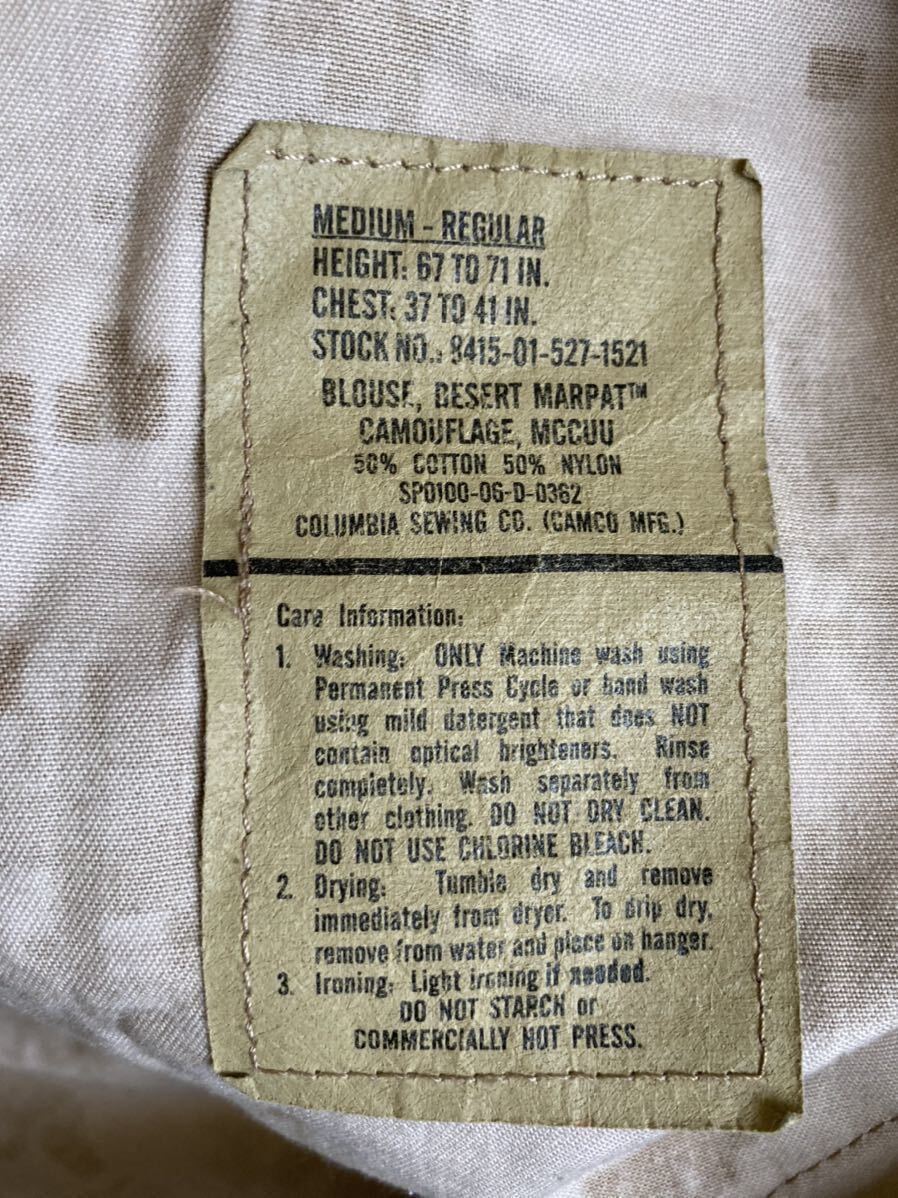 MEDIUM - REGULAR
HEIGHT: 67 TO 71 IN.
CHEST: 37 TO 41 IN.
STOCK NO.: 8415-01-527-1521
BLOUSE, DESERT MARPAT™
CAMOUFLAGE, MCCUU
50% COTTON 50% NYLON
SP0100-06-D-0362
COLUMBIA SEWING CO. (CAMCO MFG.)
Care Information:
1. Washing: ONLY Machine wash using
Permanent Press Cycle or hand wash
using mild detergent that does NOT
contain optical brighteners. Rinse
completely. Wash separately from
other clothing. DO NOT DRY CLEAN.
DO NOT USE CHLORINE BLEACH.
2. Drying: Tumble dry and remove
immediately from dryer. To drip dry,
remove from water and place on hanger.
3. Ironing: Light ironing if needed.
DO NOT STARCH or
COMMERCIALLY HOT PRESS.